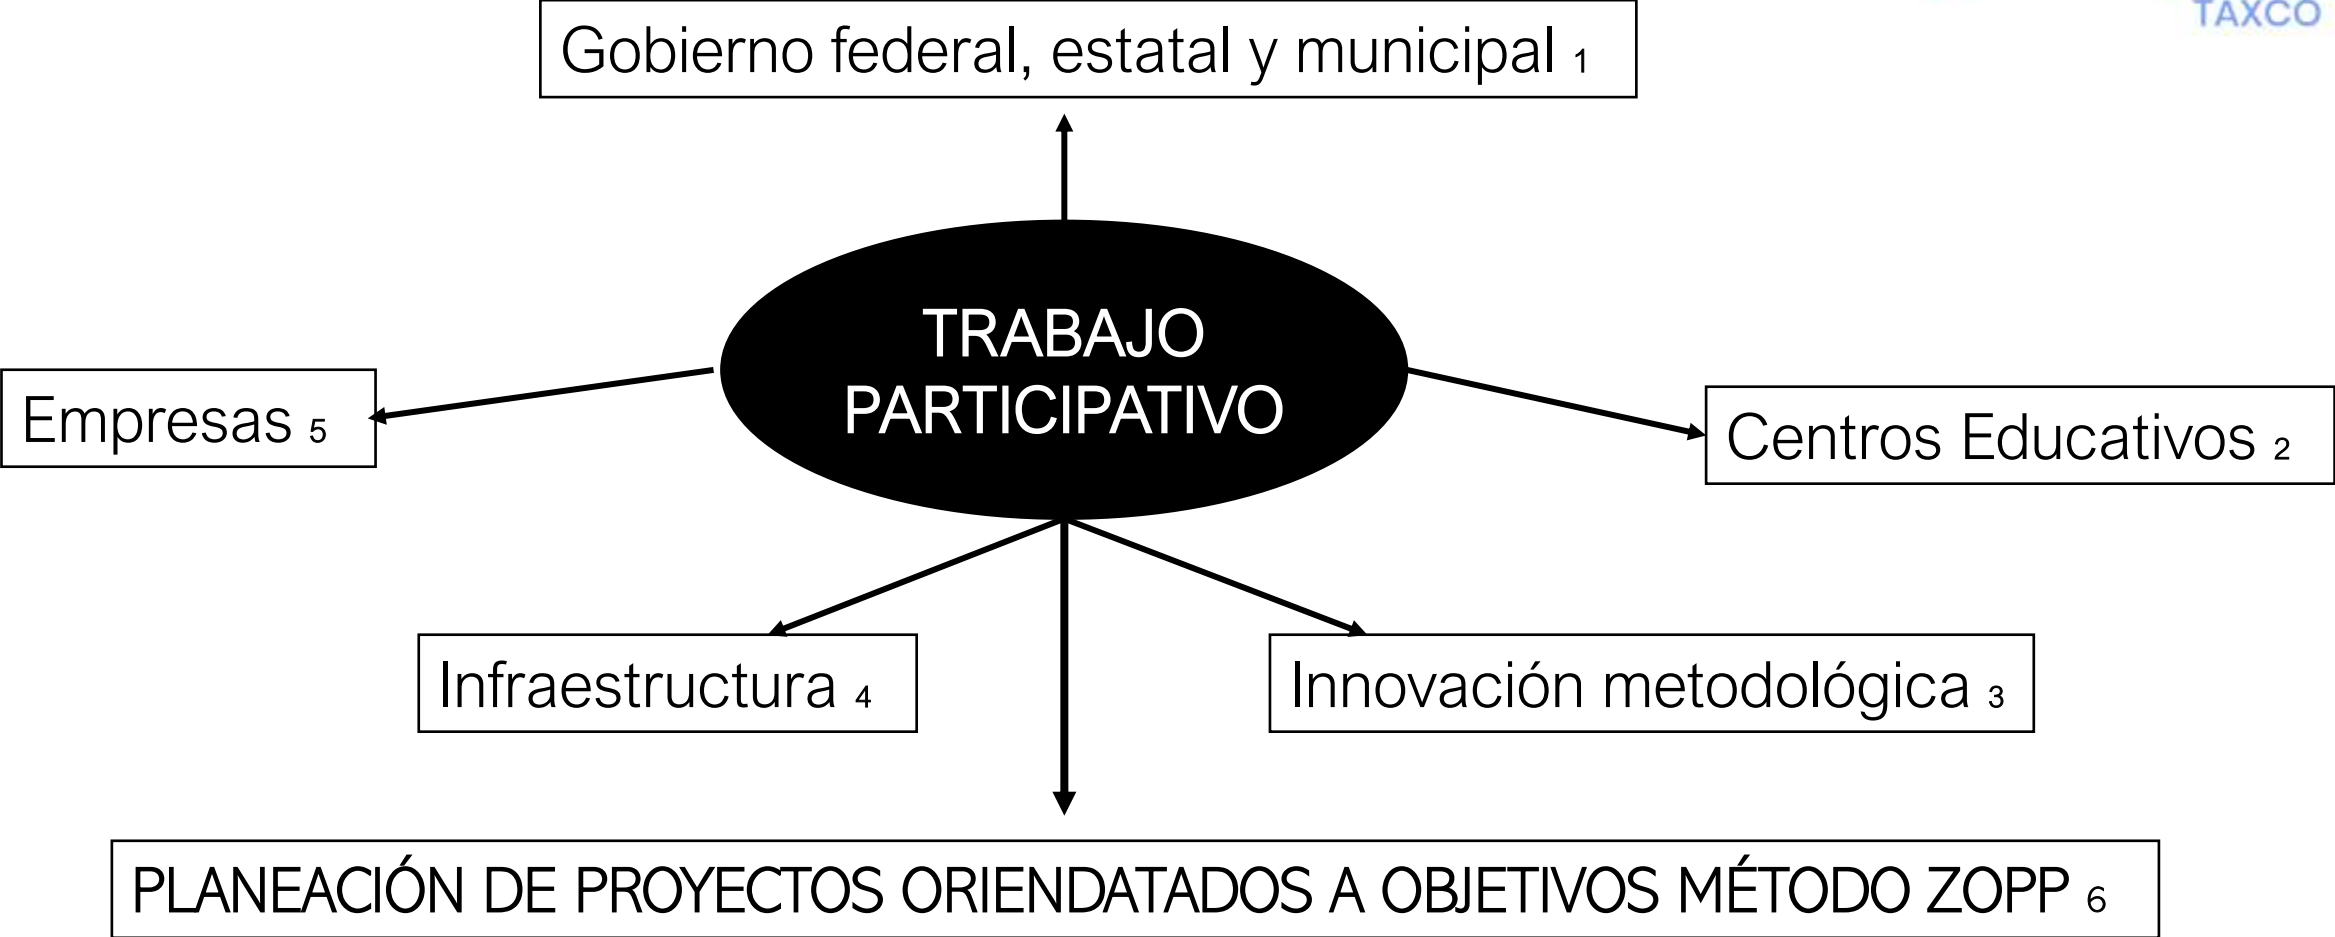 TAXCO
Gobierno federal, estatal y municipal 1
TRABAJO
PARTICIPATIVO
Empresas 5
Centros Educativos 2
Infraestructura 4
Innovación metodológica 3
PLANEACIÓN DE PROYECTOS ORIENDATADOS A OBJETIVOS MÉTODO ZOPP 6